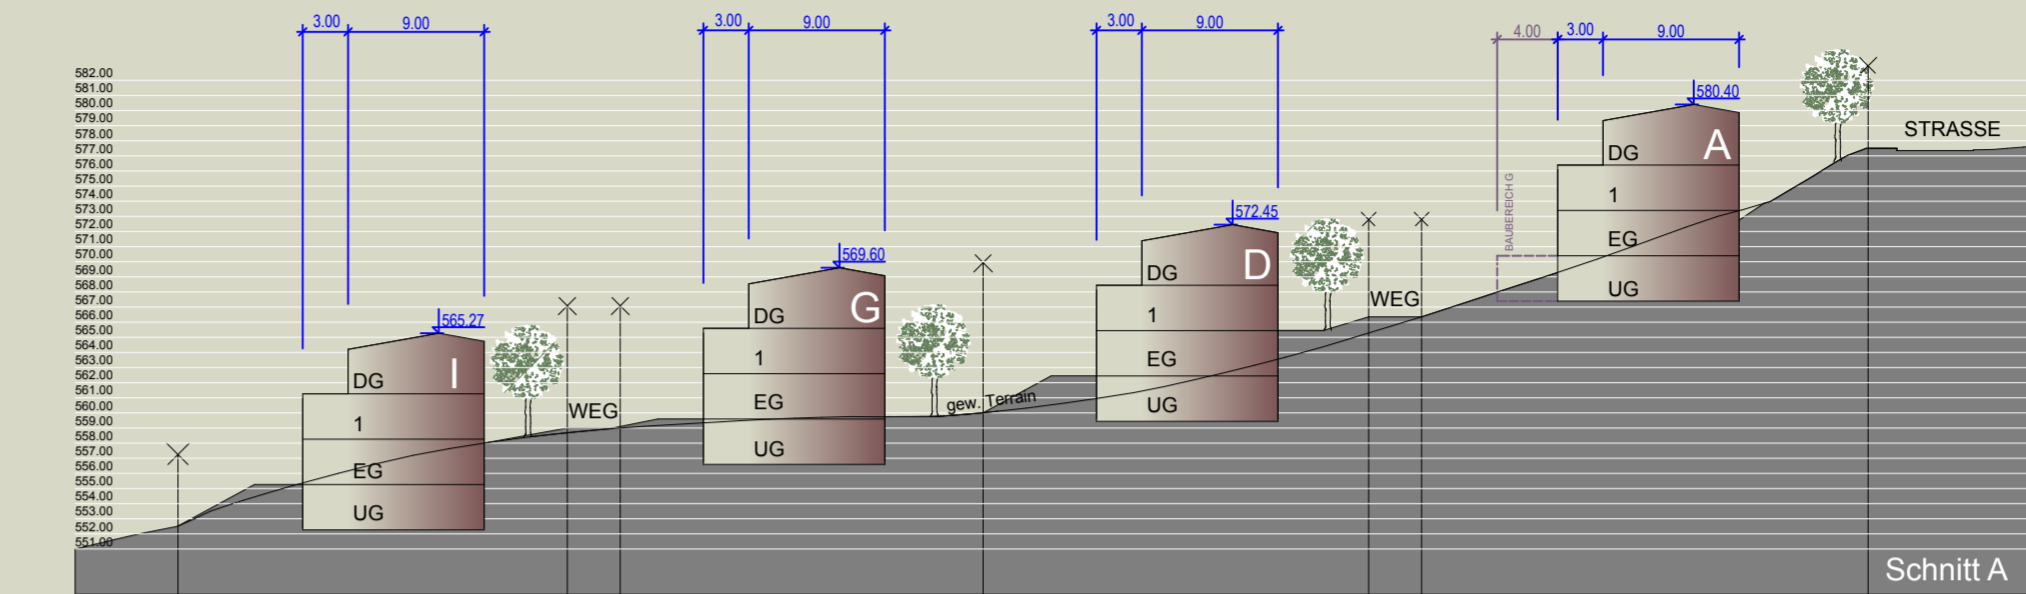 3.00 9.00
3.00 9.00
3.00 9.00
4.00 3.00 9.00
582.00
581.00
580.00
579.00
578.00
577.00
576.00
575.00
574.00
573.00
572.00
571.00
570.00
569.00
568.00
567.00
566.00
565.00
564.00
563.00
562.00
561.00
560.00
559.00
558.00
557.00
556.00
555.00
554.00
553.00
552.00
551.00
565.27
I
DG
1
EG
UG
WEG
569.60
G
DG
1
EG
UG
gew. Terrain
572.45
D
DG
1
EG
UG
WEG
BAUBEREICH G
580.40
A
DG
1
EG
UG
STRASSE
Schnitt A